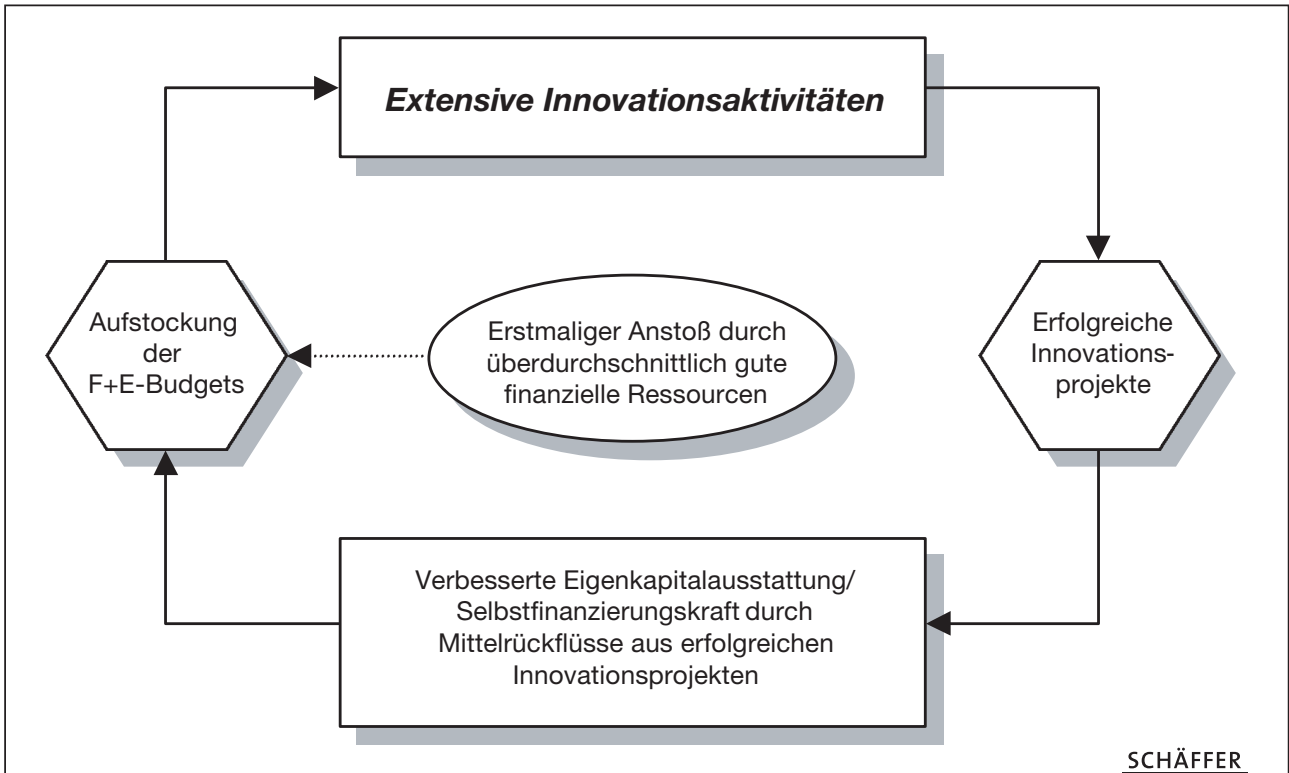 Extensive Innovationsaktivitäten
Aufstockung
der
F+E-Budgets
Erstmaliger Anstoß durch
überdurchschnittlich gute
finanzielle Ressourcen
Erfolgreiche
Innovations-
projekte
Verbesserte Eigenkapitalausstattung/
Selbstfinanzierungskraft durch
Mittelrückflüsse aus erfolgreichen
Innovationsprojekten
SCHÄFFER